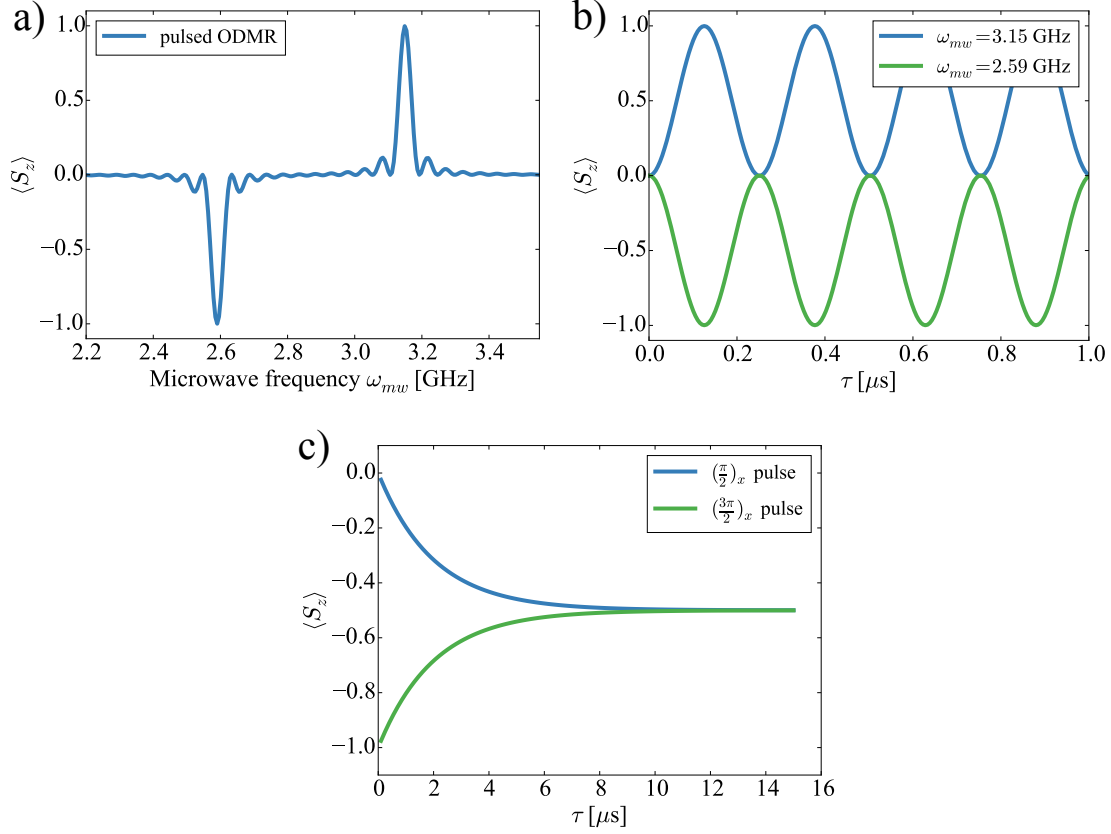 a)
pulsed ODMR
1.0
0.5
0.0
−0.5
−1.0
⟨S_z⟩
2.2 2.4 2.6 2.8 3.0 3.2 3.4
Microwave frequency ω_mw [GHz]
b)
ω_mw=3.15 GHz
ω_mw=2.59 GHz
1.0
0.5
0.0
−0.5
−1.0
⟨S_z⟩
0.0 0.2 0.4 0.6 0.8 1.0
τ [μs]
c)
(π/2)_x pulse
(3π/2)_x pulse
0.0
−0.2
−0.4
−0.6
−0.8
−1.0
⟨S_z⟩
0 2 4 6 8 10 12 14 16
τ [μs]